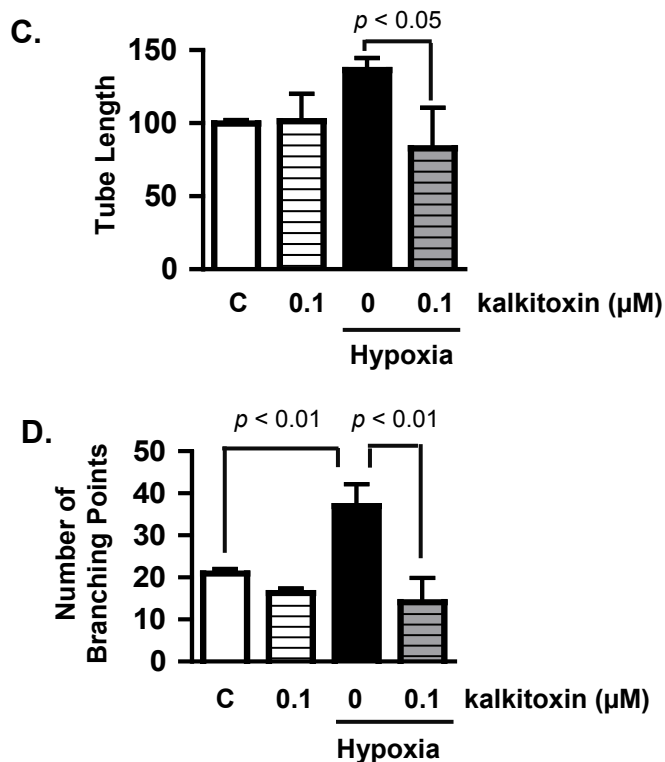 C.
p < 0.05
150
100
50
0
Tube Length
C 0.1 0 0.1 kalkitoxin (µM)
Hypoxia
D.
p < 0.01 p < 0.01
50
40
30
20
10
0
Number of
Branching Points
C 0.1 0 0.1 kalkitoxin (µM)
Hypoxia